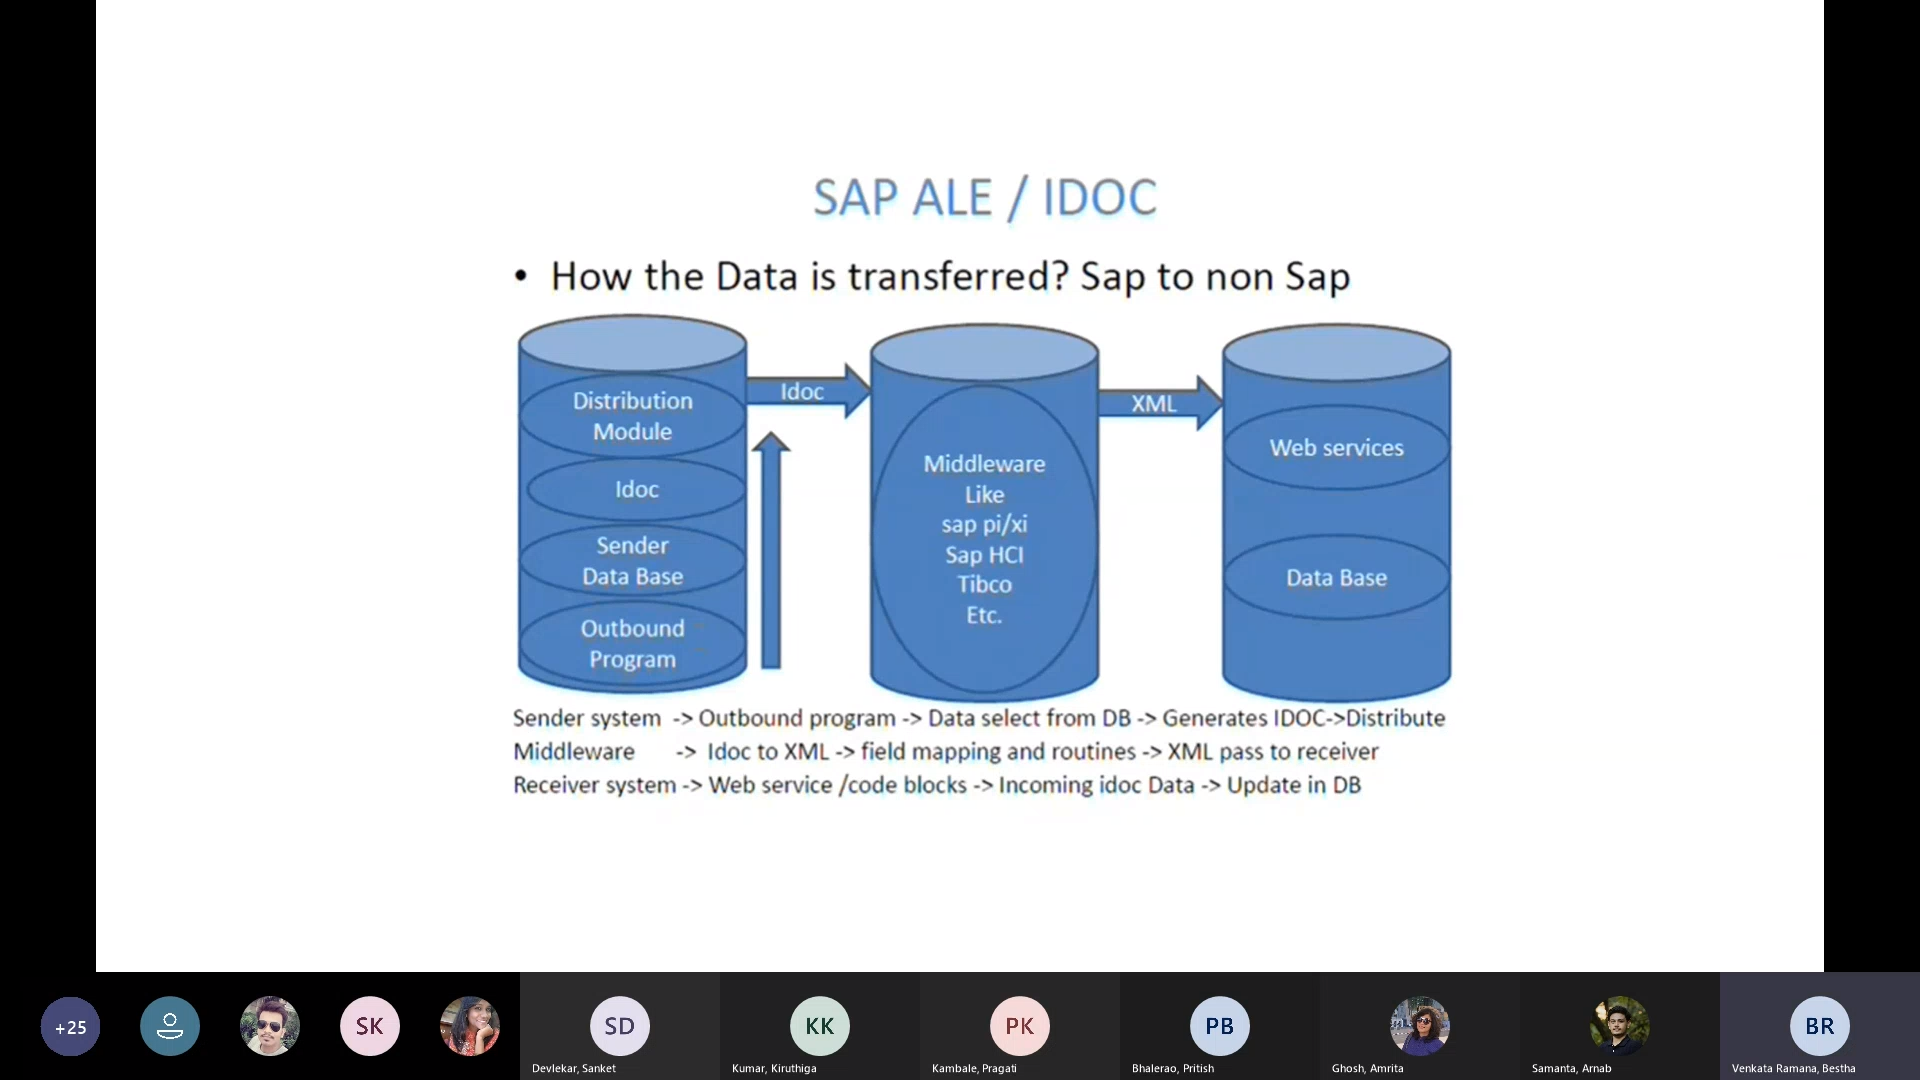 SAP ALE / IDOC
• How the Data is transferred? Sap to non Sap
Distribution
Module
Idoc
Sender
Data Base
Outbound
Program
Idoc
Middleware
Like
sap pi/xi
Sap HCI
Tibco
Etc.
XML
Web services
Data Base
Sender system -> Outbound program -> Data select from DB -> Generates IDOC->Distribute
Middleware -> Idoc to XML -> field mapping and routines -> XML pass to receiver
Receiver system -> Web service /code blocks -> Incoming idoc Data -> Update in DB
+25
SK
SD
KK
PK
PB
BR
Devlekar, Sanket
Kumar, Kiruthiga
Kambale, Pragati
Bhalerao, Pritish
Ghosh, Amrita
Samanta, Arnab
Venkata Ramana, Bestha